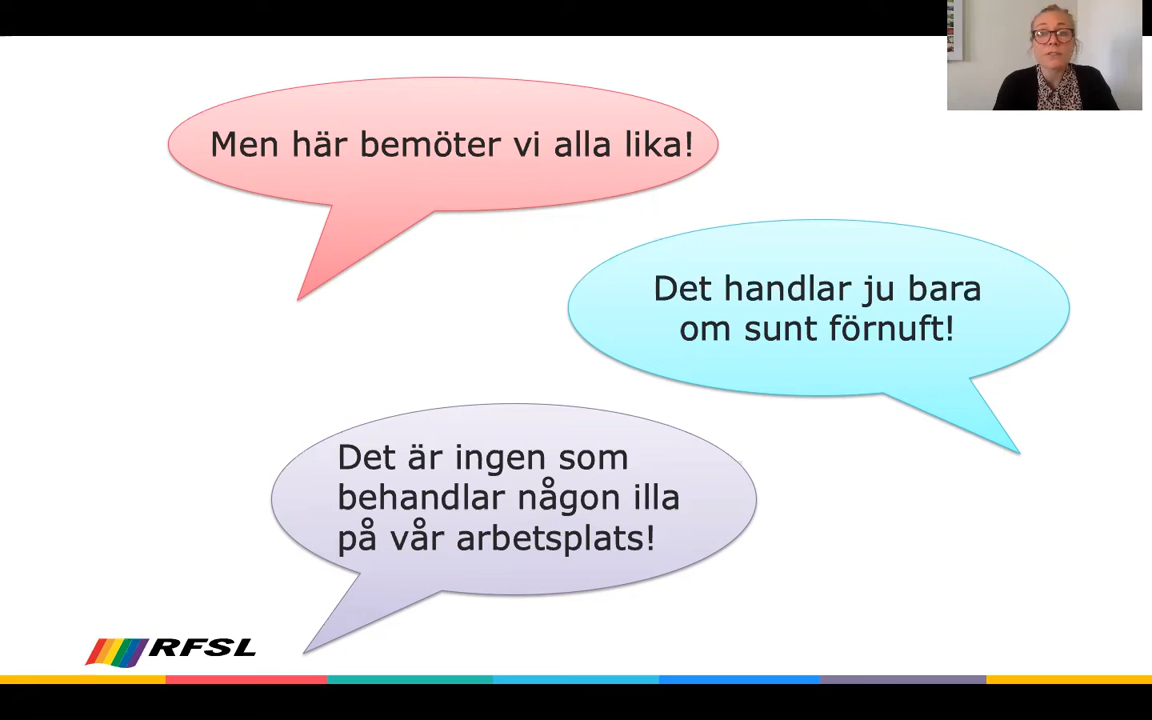 Men här bemöter vi alla lika!
Det handlar ju bara
om sunt förnuft!
Det är ingen som
behandlar någon illa
på vår arbetsplats!
RFSL